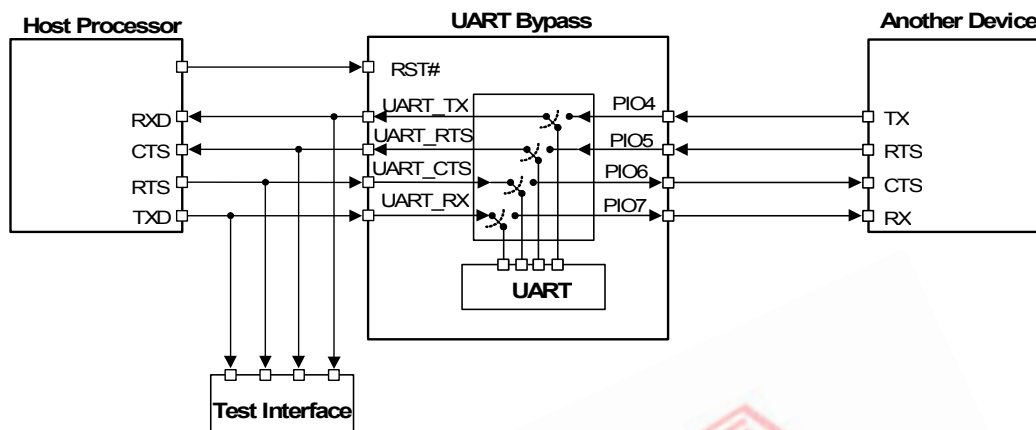 Host Processor
UART Bypass
Another Device
RST#
UART_TX
PIO4
RXD
TX
UART_RTS
PIO5
CTS
RTS
UART_CTS
PIO6
RTS
CTS
UART_RX
PIO7
TXD
RX
UART
Test Interface